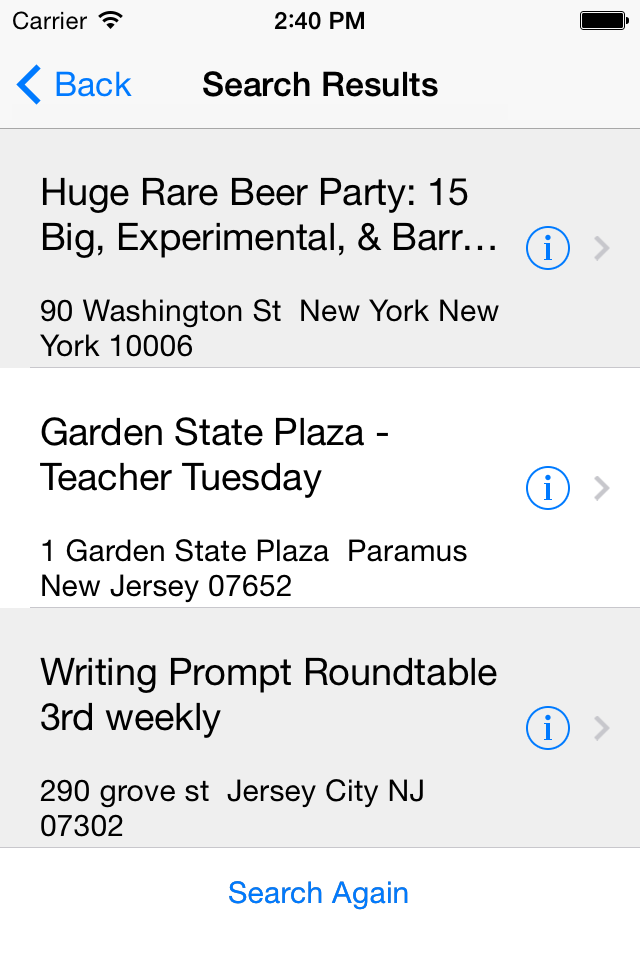 Carrier 2:40 PM
Back Search Results
Huge Rare Beer Party: 15
Big, Experimental, & Barr...
90 Washington St  New York New
York 10006
Garden State Plaza -
Teacher Tuesday
1 Garden State Plaza  Paramus
New Jersey 07652
Writing Prompt Roundtable
3rd weekly
290 grove st  Jersey City NJ
07302
Search Again